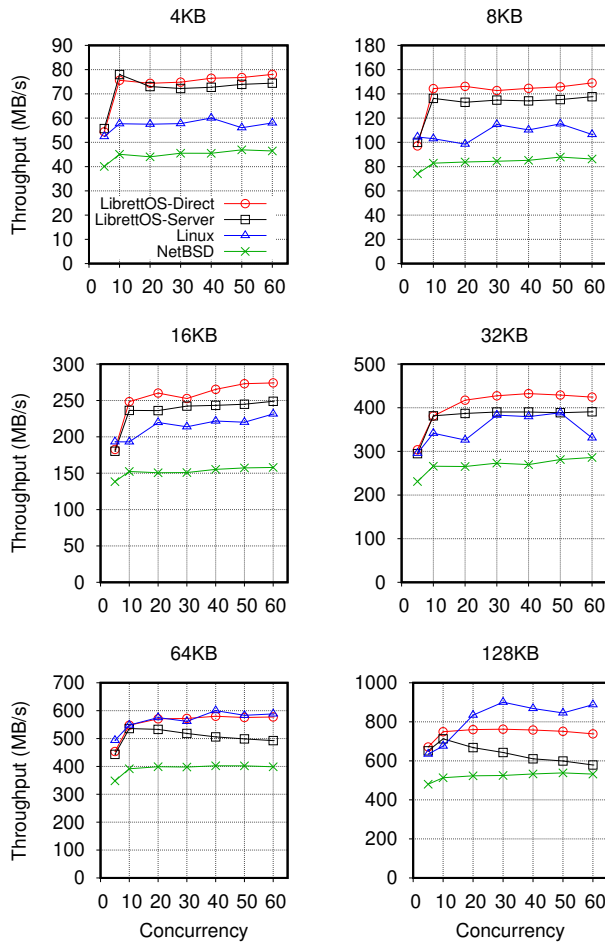 4KB
Throughput (MB/s)
90
80
70
60
50
40
30
20
10
0
LibrettOS-Direct
LibrettOS-Server
Linux
NetBSD
0 10 20 30 40 50 60
8KB
180
160
140
120
100
80
60
40
20
0
0 10 20 30 40 50 60
16KB
Throughput (MB/s)
300
250
200
150
100
50
0
0 10 20 30 40 50 60
32KB
500
400
300
200
100
0
0 10 20 30 40 50 60
64KB
Throughput (MB/s)
700
600
500
400
300
200
100
0
0 10 20 30 40 50 60
Concurrency
128KB
1000
800
600
400
200
0
0 10 20 30 40 50 60
Concurrency